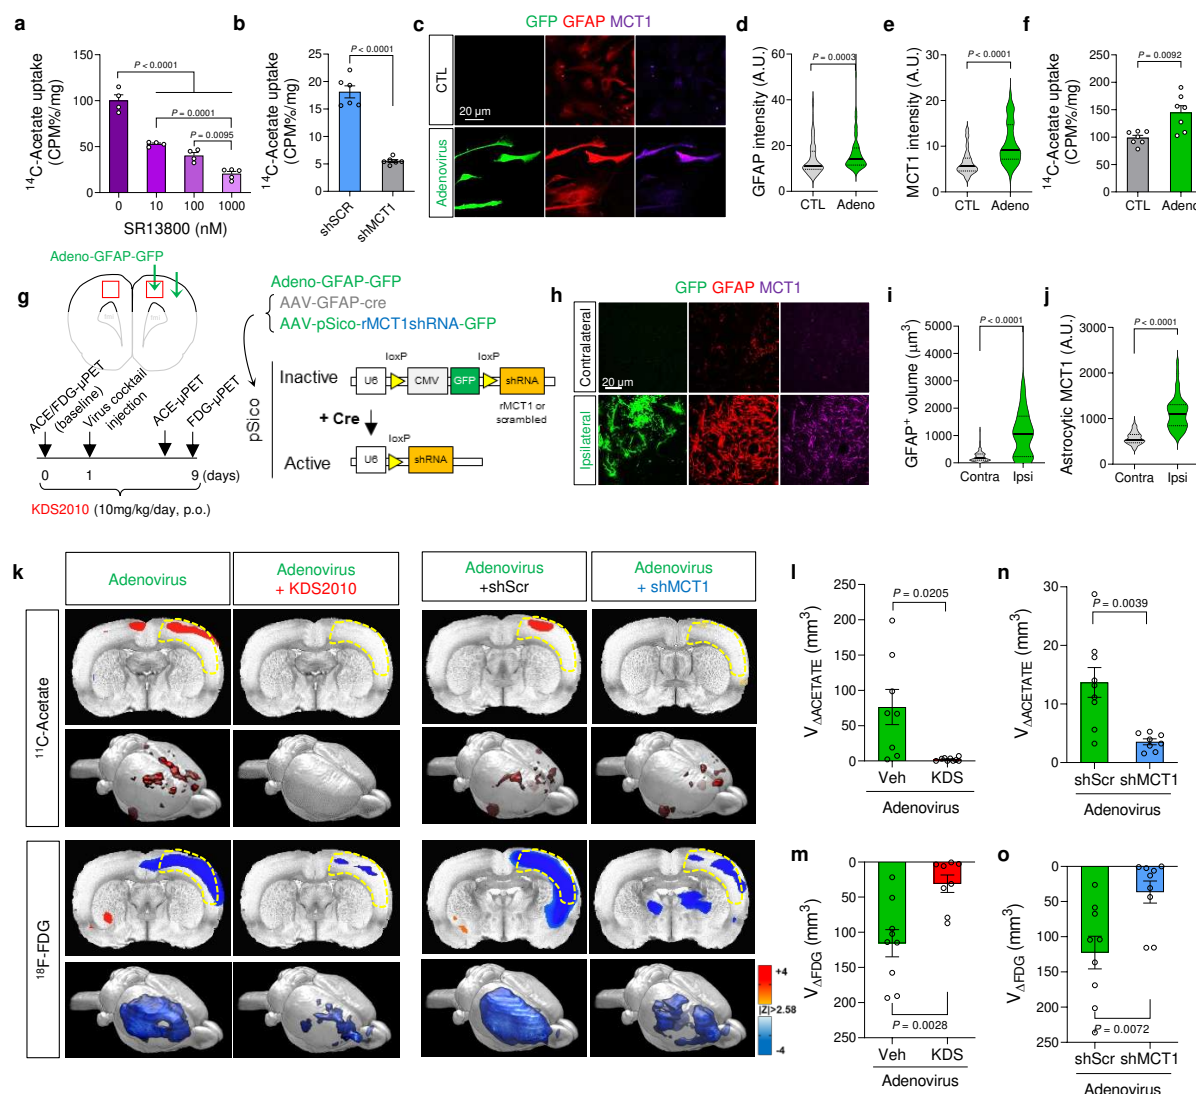 a
14C-Acetate uptake
(CPM%/mg)
150
100
50
0
P < 0.0001
P = 0.0001
P = 0.0095
0 10 100 1000
SR13800 (nM)
b
14C-Acetate uptake
(CPM%/mg)
25
20
15
10
5
0
P < 0.0001
shSCR
shMCT1
c
GFP GFAP MCT1
CTL
20 µm
Adenovirus
d
GFAP intensity (A.U.)
60
40
20
0
P = 0.0003
CTL Adeno
e
MCT1 intensity (A.U.)
30
20
10
0
P < 0.0001
CTL Adeno
f
14C-Acetate uptake
(CPM%/mg)
250
200
150
100
50
0
P = 0.0092
CTL Adeno
g
Adeno-GFAP-GFP
ACE/FDG-µPET
(baseline)
Virus cocktail
injection
ACE-µPET
FDG-µPET
0 1 9 (days)
KDS2010 (10mg/kg/day, p.o.)
Adeno-GFAP-GFP
AAV-GFAP-cre
AAV-pSico-rMCT1shRNA-GFP
pSico
loxP loxP
Inactive
U6 CMV GFP shRNA
rMCT1 or
scrambled
+ Cre
loxP
Active
U6 shRNA
h
GFP GFAP MCT1
Contralateral
20 µm
Ipsilateral
i
GFAP+ volume (µm3)
5000
4000
3000
2000
1000
0
P < 0.0001
Contra Ipsi
j
Astrocytic MCT1 (A.U.)
3000
2000
1000
0
P < 0.0001
Contra Ipsi
k
Adenovirus
Adenovirus
+ KDS2010
Adenovirus
+shScr
Adenovirus
+ shMCT1
11C-Acetate
18F-FDG
+4
|Z|>2.58
-4
l
VΔACETATE (mm3)
250
200
150
100
50
0
P = 0.0205
Veh KDS
Adenovirus
m
VΔFDG (mm3)
0
50
100
150
200
250
P = 0.0028
Veh KDS
Adenovirus
n
VΔACETATE (mm3)
30
20
10
0
P = 0.0039
shScr shMCT1
Adenovirus
o
VΔFDG (mm3)
0
50
100
150
200
250
P = 0.0072
shScr shMCT1
Adenovirus